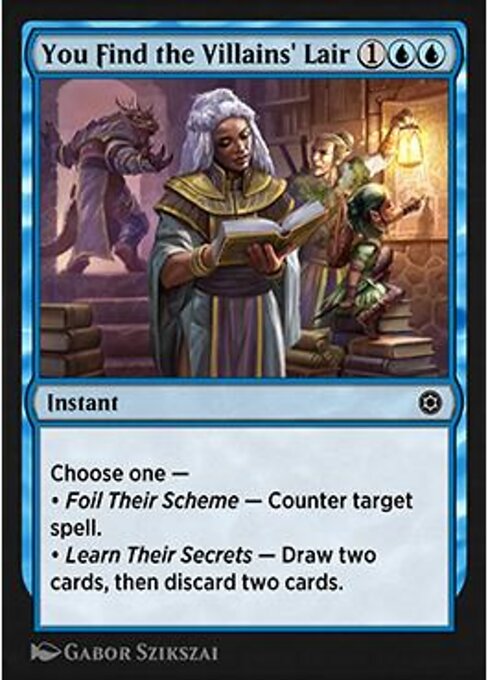 You Find the Villains' Lair 1
Instant
Choose one —
• Foil Their Scheme — Counter target
spell.
• Learn Their Secrets — Draw two
cards, then discard two cards.
Gabor Szikszai